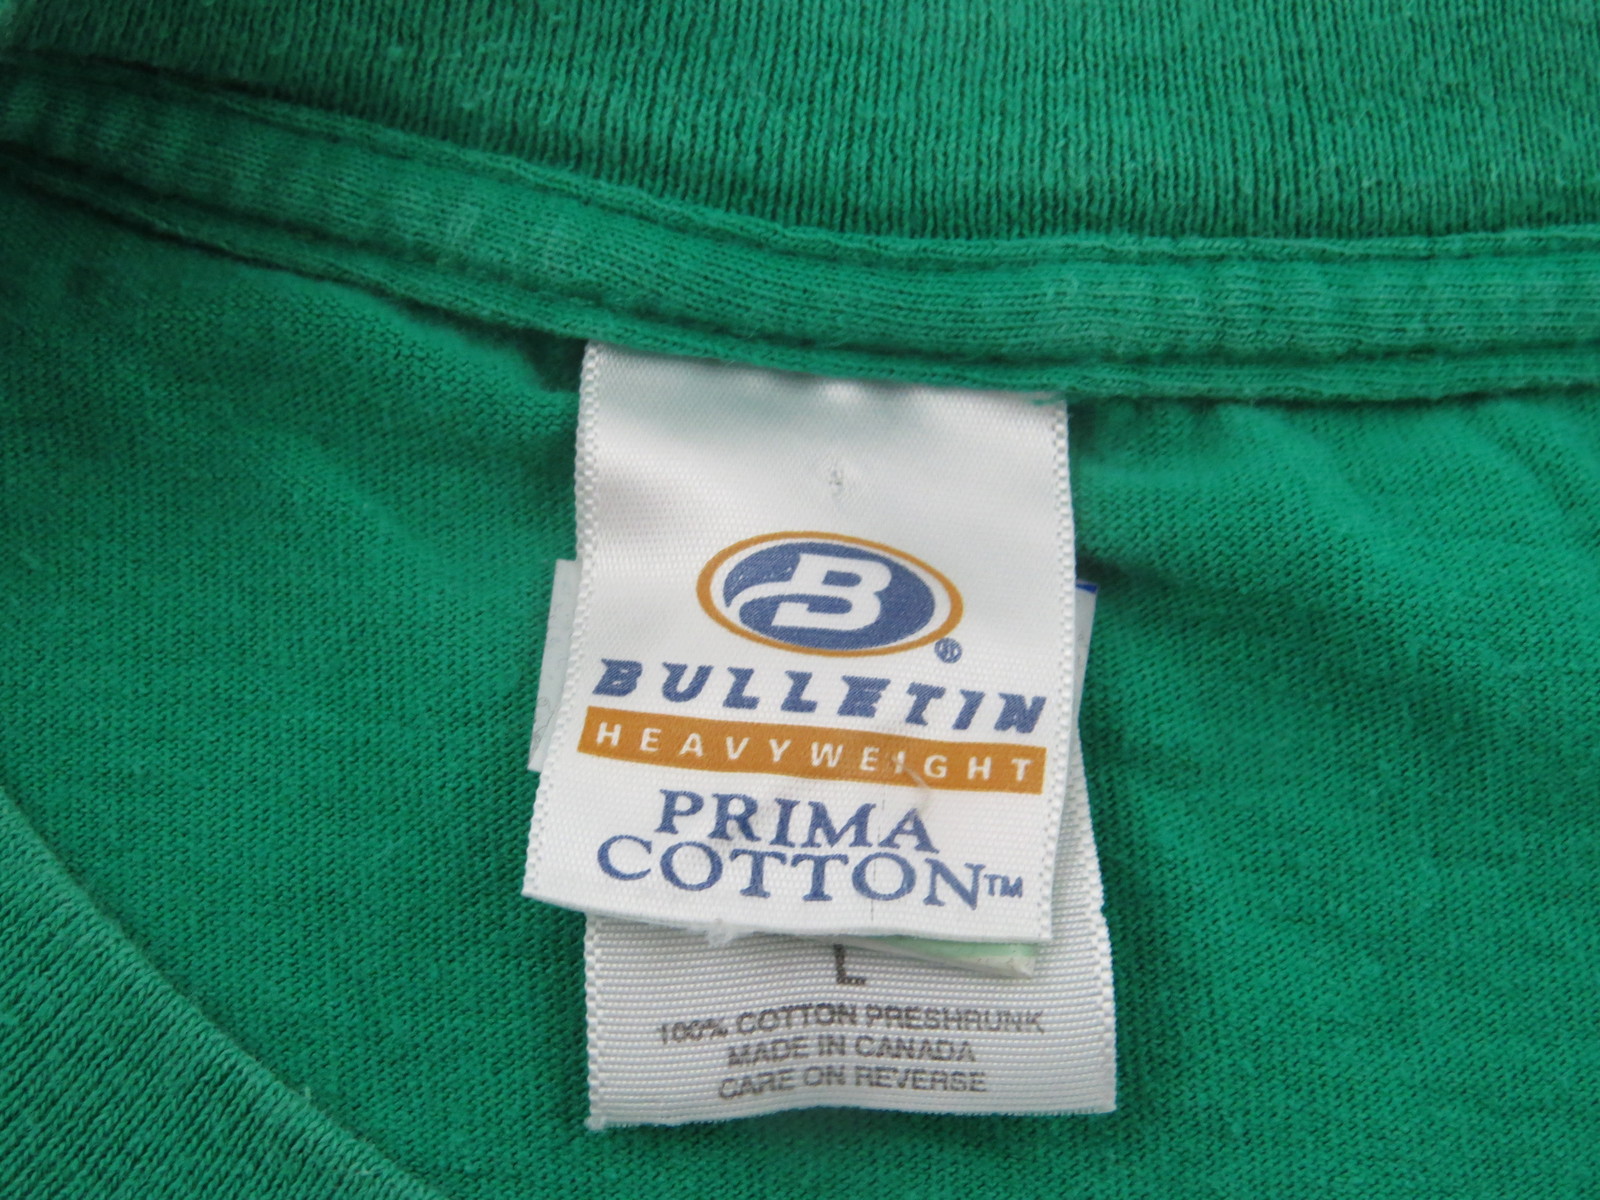 B®
BULLETIN
HEAVYWEIGHT
PRIMA
COTTON™
L
100% COTTON PRESHRUNK
MADE IN CANADA
CARE ON REVERSE